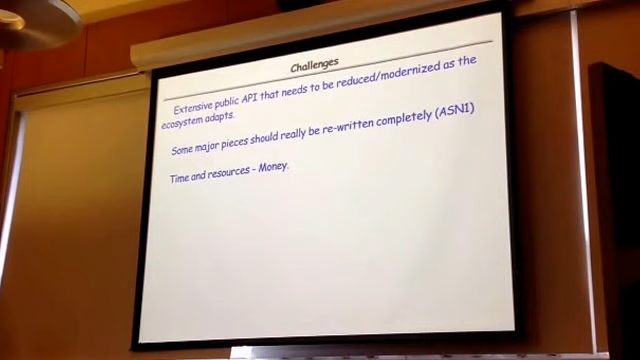 Challenges
Extensive public API that needs to be reduced/modernized as the
ecosystem adapts.
Some major pieces should really be re-written completely (ASN1)
Time and resources - Money.